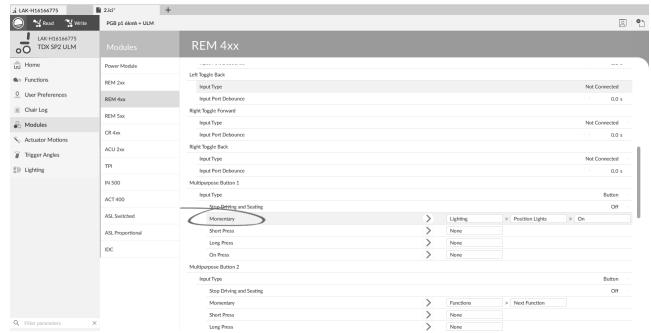 LAK-H16166775
2.lci*
+
Read
Write
PGB p1 6kmh + ULM
LAK-H16166775
TDX SP2 ULM
Home
Functions
User Preferences
Chair Log
Modules
Actuator Motions
Trigger Angles
Lighting
Filter parameters
Modules
Power Module
REM 2xx
REM 4xx
REM 5xx
CR 4xx
ACU 2xx
TPI
IN 500
ACT 400
ASL Switched
ASL Proportional
IDC
REM 4xx
Left Toggle Back
Input Type Not Connected
Input Port Debounce 0.0 s
Right Toggle Forward
Input Type Not Connected
Input Port Debounce 0.0 s
Right Toggle Back
Input Type Not Connected
Input Port Debounce 0.0 s
Multipurpose Button 1
Input Type Button
Stop Driving and Seating Off
Momentary Lighting > Position Lights > On
Short Press None
Long Press None
On Press None
Multipurpose Button 2
Input Type Button
Stop Driving and Seating Off
Momentary Functions > Next Function
Short Press None
Long Press None